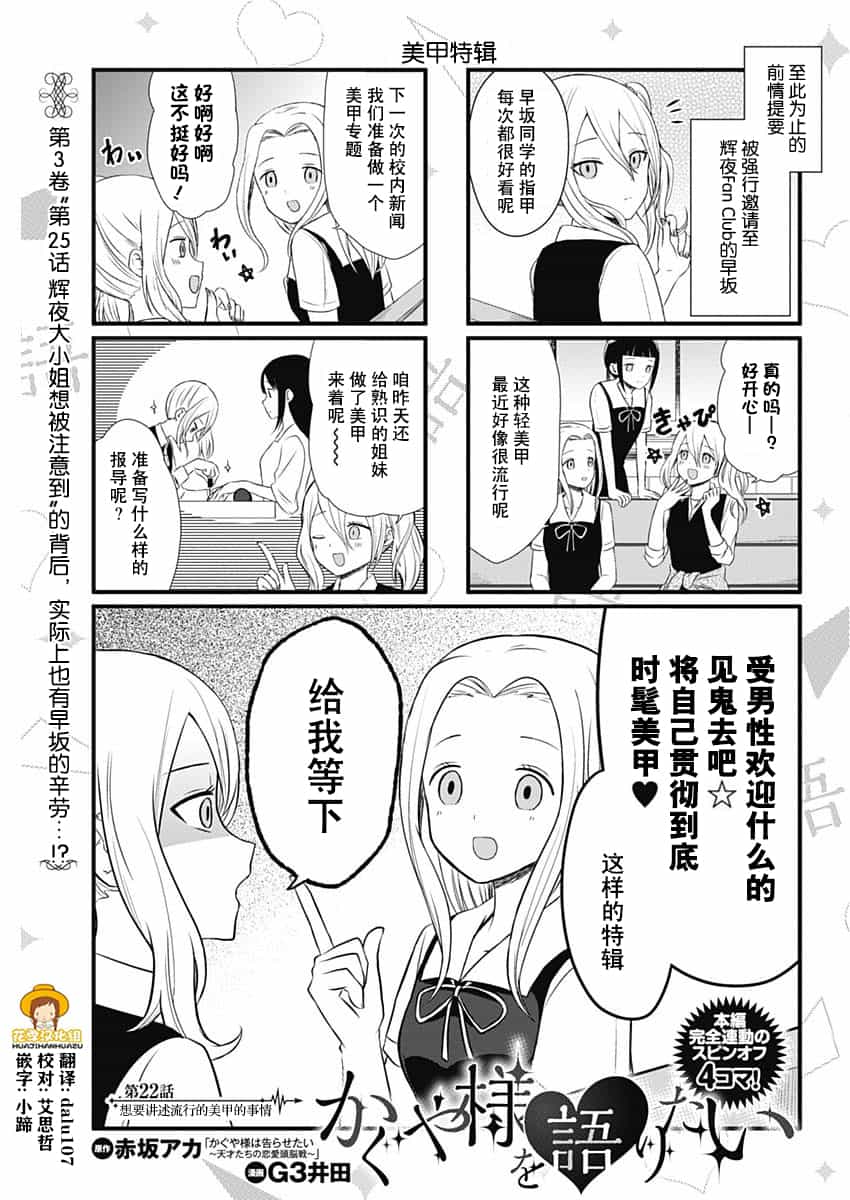 美甲特辑
至此为止的
前情提要
被强行邀请至
辉夜Fan Club的早坂
早坂同学的指甲
每次都很好看呢
下一次的校内新闻
我们准备做一个
美甲专题
好啊好啊
这不挺好吗！
わぃ
わぃ
真的吗—？
好开心—
きゃぴ
この
这种轻美甲
最近好像很流行呢
咱昨天还
给熟识的姐妹
做了美甲
来着呢～
准备写什么样的
报导呢？
受男性欢迎什么的
见鬼去吧☆
将自己贯彻到底
时髦美甲♥
这样的特辑
给我等下
第3卷“第25话 辉夜大小姐想被注意到”的背后，实际上也有早坂的辛劳…!?
花学汉化组
HUAJIHANHUAZU
翻译：dalu107
校对：艾思哲
嵌字：小蹄
本編
完全連動の
スピンオフ
4コマ！
第22話
想要讲述流行的美甲的事情
かぐや様を語りたい
原作 赤坂アカ「かぐや様は告らせたい
～天才たちの恋愛頭脳戦～」
漫画 G3井田
語
語